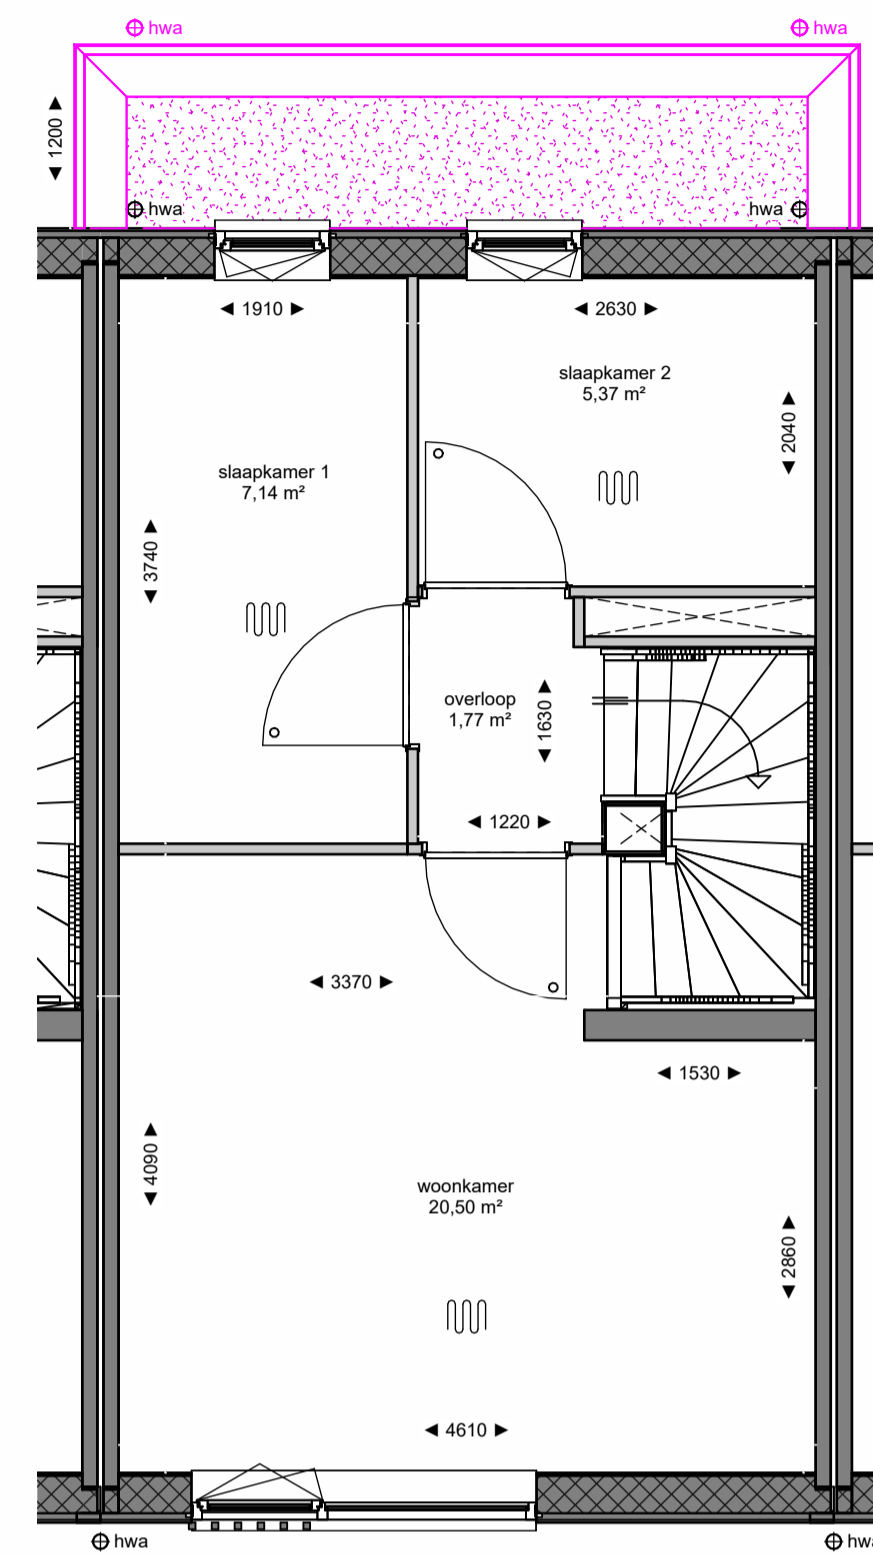 hwa
hwa
1200
hwa
hwa
1910
2630
slaapkamer 2
5,37 m²
2040
slaapkamer 1
7,14 m²
3740
overloop
1,77 m²
1630
1220
3370
1530
4090
woonkamer
20,50 m²
2860
4610
hwa
hwa